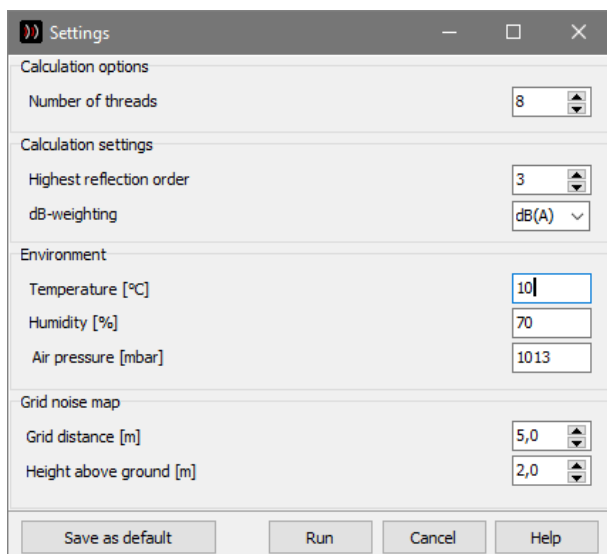 Settings
Calculation options
Number of threads 8
Calculation settings
Highest reflection order 3
dB-weighting dB(A)
Environment
Temperature [°C] 10
Humidity [%] 70
Air pressure [mbar] 1013
Grid noise map
Grid distance [m] 5,0
Height above ground [m] 2,0
Save as default Run Cancel Help